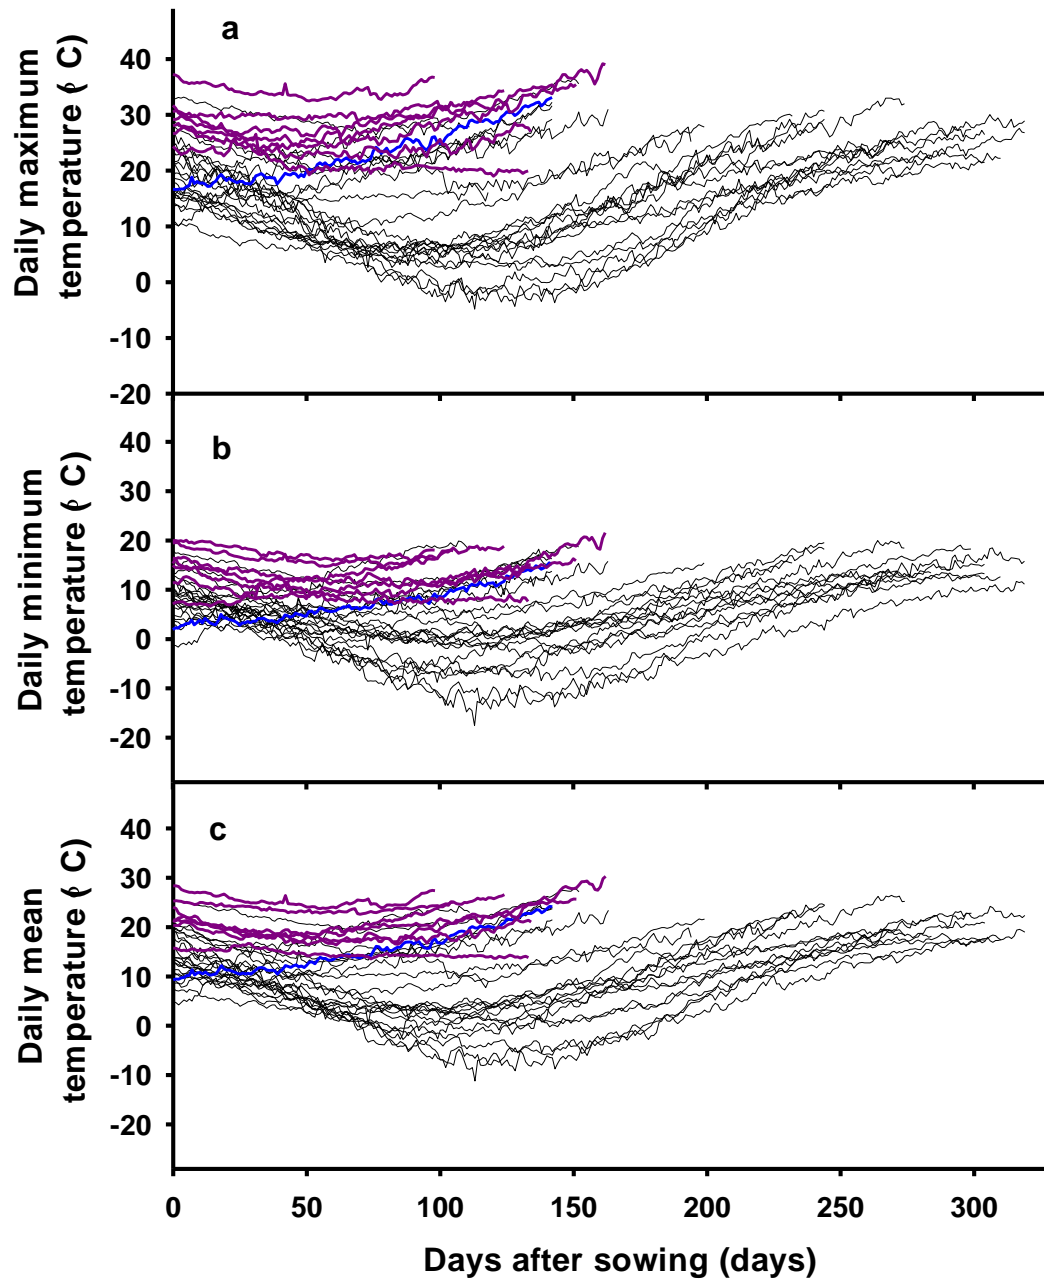 a
Daily maximum
temperature (ο C)
40
30
20
10
0
-10
-20
b
Daily minimum
temperature (ο C)
40
30
20
10
0
-10
-20
c
Daily mean
temperature (ο C)
40
30
20
10
0
-10
-20
0 50 100 150 200 250 300
Days after sowing (days)